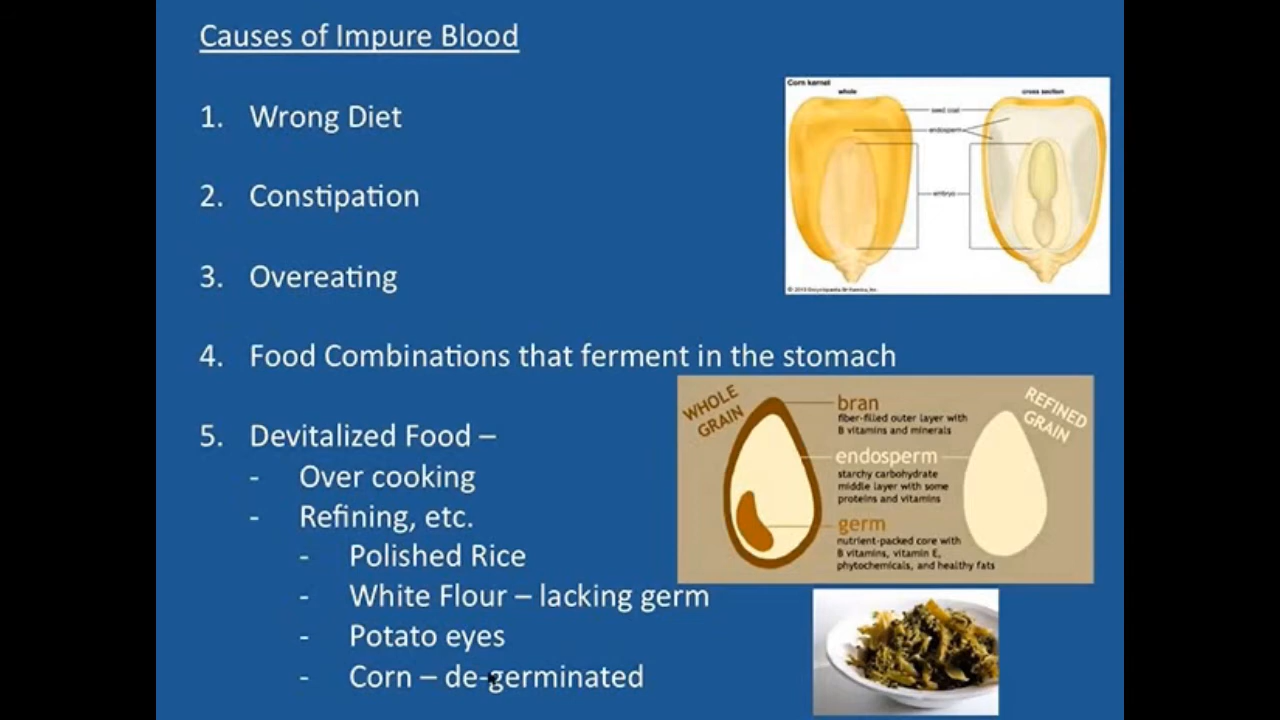 Causes of Impure Blood
1. Wrong Diet
2. Constipation
3. Overeating
4. Food Combinations that ferment in the stomach
5. Devitalized Food –
- Over cooking
- Refining, etc.
- Polished Rice
- White Flour – lacking germ
- Potato eyes
- Corn – de-germinated
Corn kernel
whole
cross section
seed coat
endosperm
embryo
WHOLE
GRAIN
bran
fiber-filled outer layer with
B vitamins and minerals
endosperm
starchy carbohydrate
middle layer with some
proteins and vitamins
germ
nutrient-packed core with
B vitamins, vitamin E,
phytochemicals, and healthy fats
REFINED
GRAIN